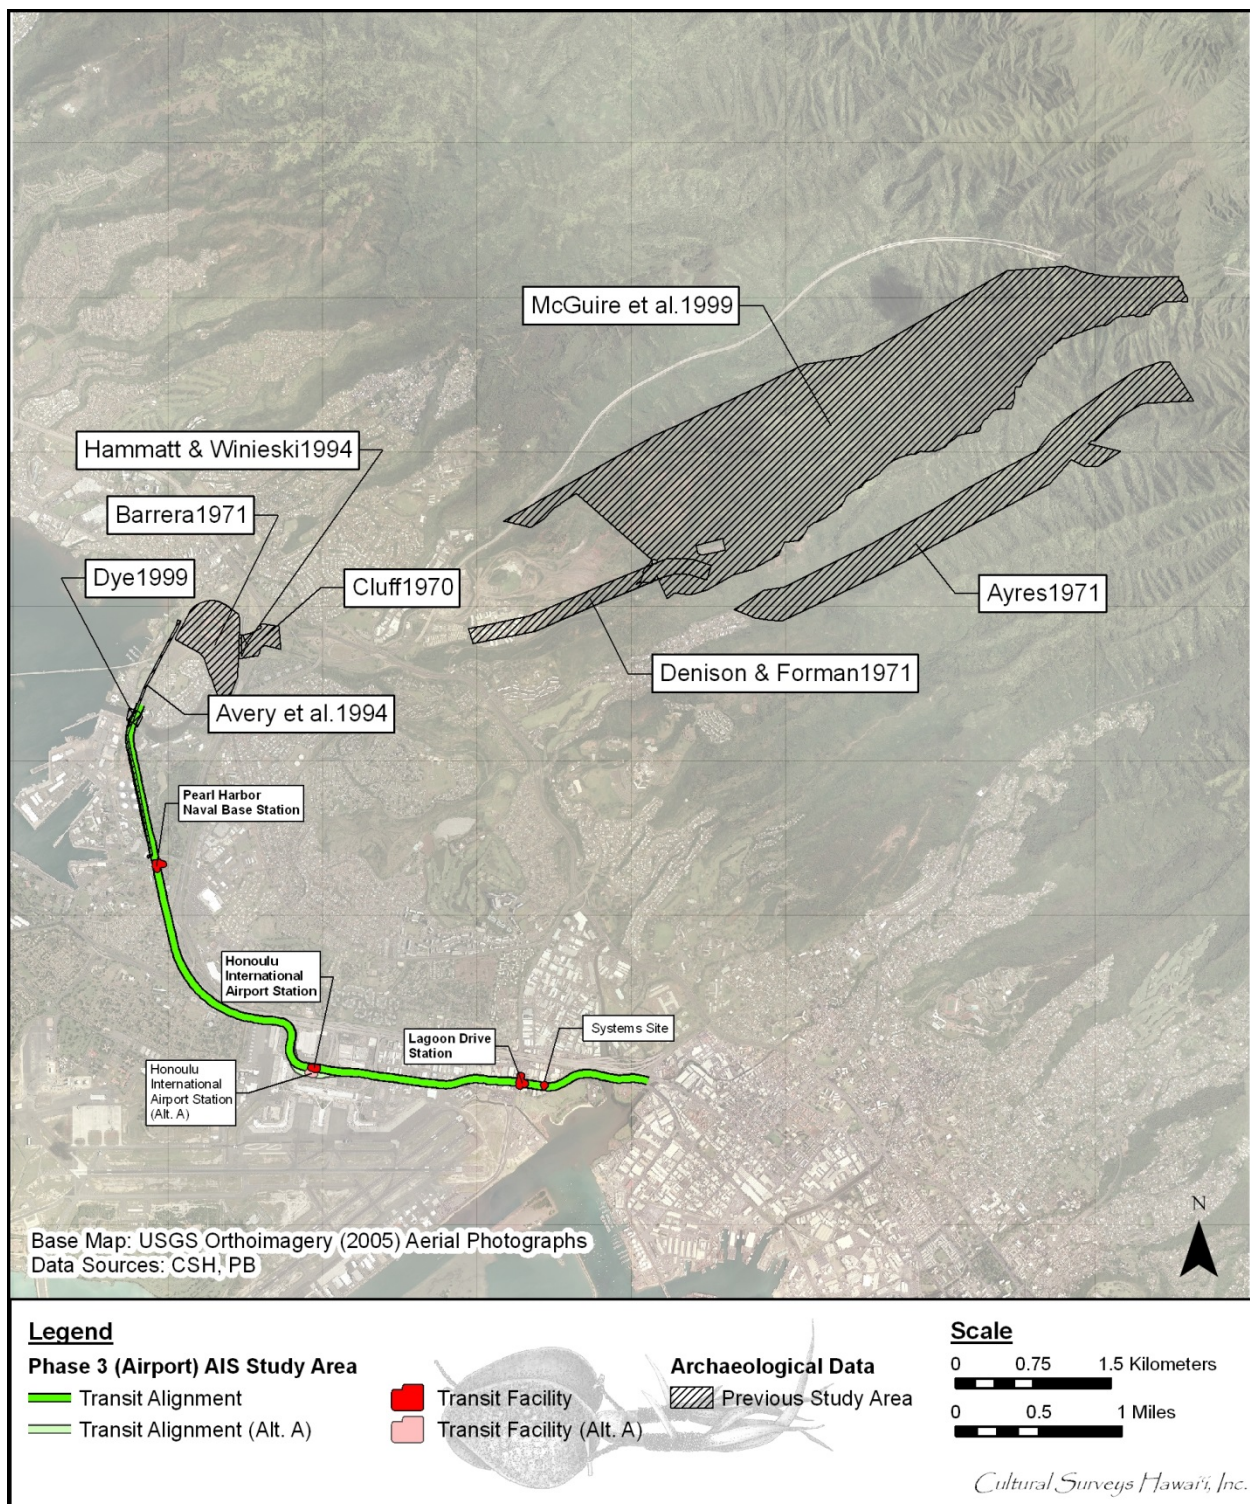 McGuire et al.1999
Hammatt & Winieski1994
Barrera1971
Dye1999
Cluff1970
Ayres1971
Denison & Forman1971
Avery et al.1994
Pearl Harbor
Naval Base Station
Honoulu
International
Airport Station
Lagoon Drive
Station
Systems Site
Honoulu
International
Airport Station
(Alt. A)
N
Base Map: USGS Orthoimagery (2005) Aerial Photographs
Data Sources: CSH, PB
Legend
Phase 3 (Airport) AIS Study Area
Transit Alignment
Transit Alignment (Alt. A)
Transit Facility
Transit Facility (Alt. A)
Archaeological Data
Previous Study Area
Scale
0 0.75 1.5 Kilometers
0 0.5 1 Miles
Cultural Surveys Hawai‘i, Inc.